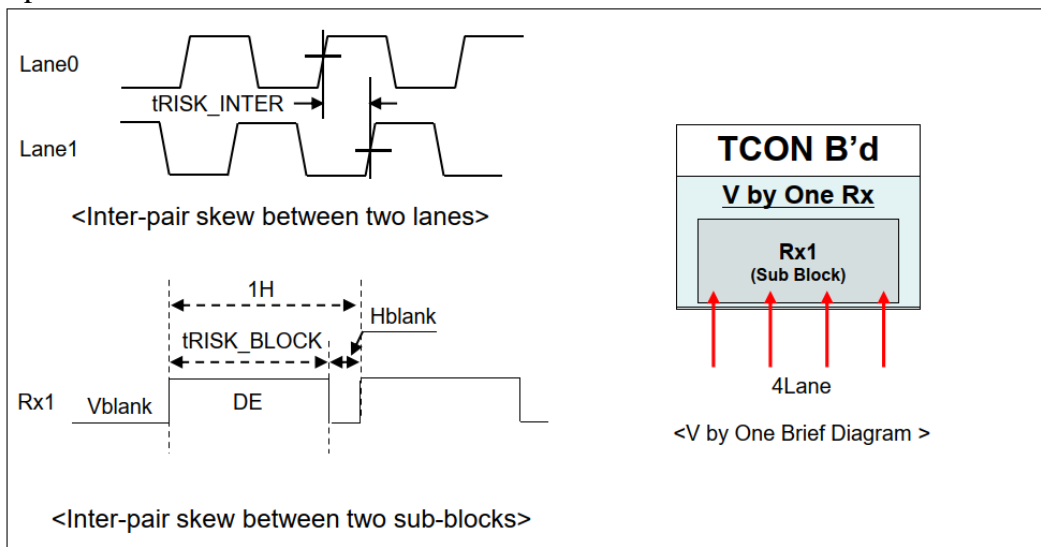 Lane0
tRISK_INTER
Lane1
<Inter-pair skew between two lanes>
1H
Hblank
tRISK_BLOCK
Rx1
Vblank
DE
<Inter-pair skew between two sub-blocks>
TCON B’d
V by One Rx
Rx1
(Sub Block)
4Lane
<V by One Brief Diagram >